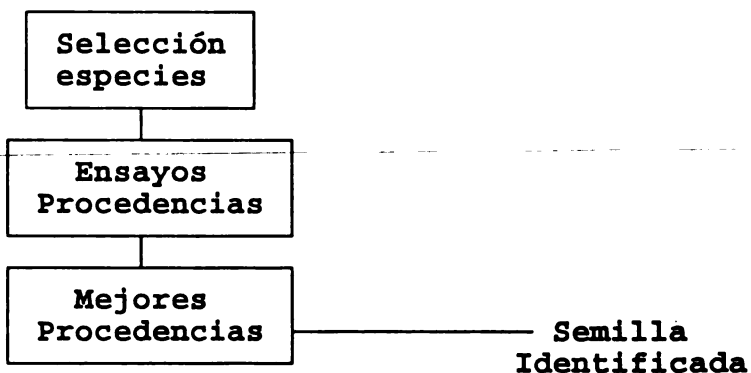 Selección
especies
Ensayos
Procedencias
Mejores
Procedencias
Semilla
Identificada